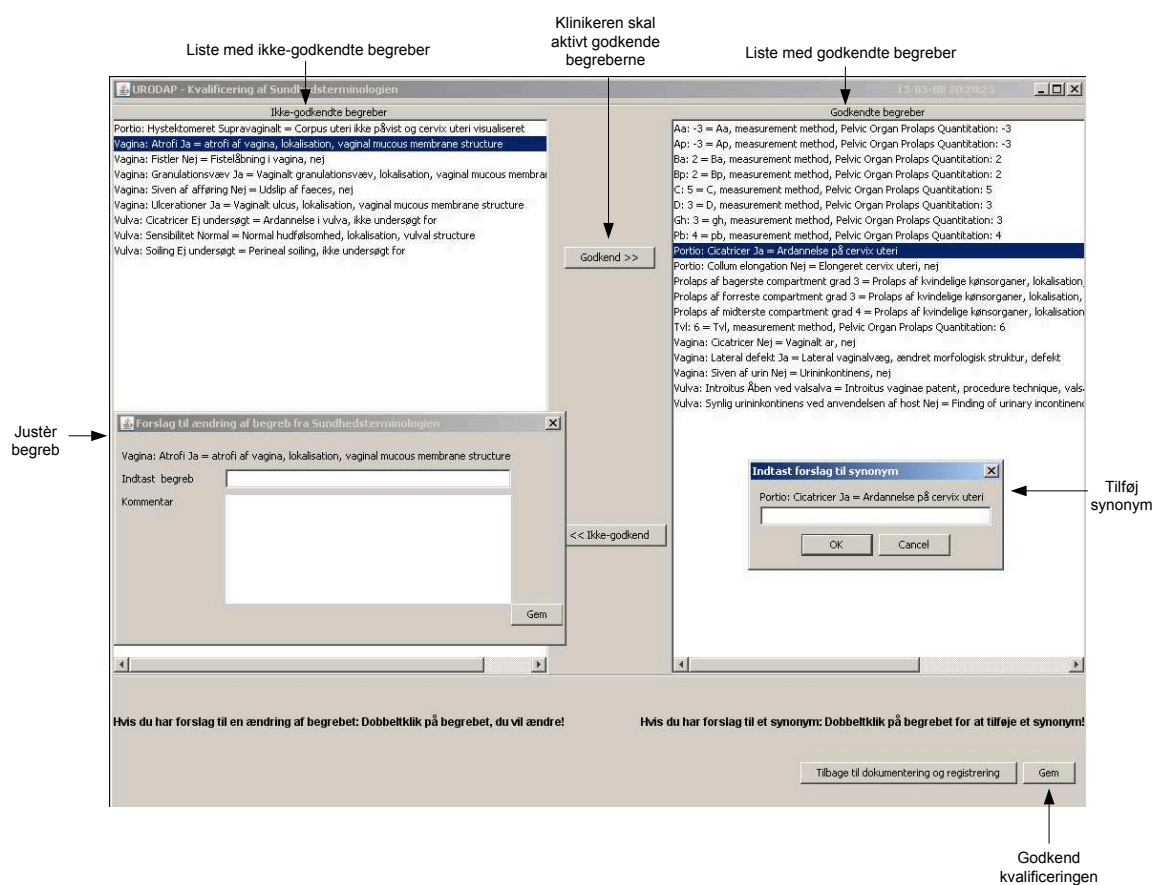 Klinikeren skal
aktivt godkende
begreberne
Liste med ikke-godkendte begreber
Liste med godkendte begreber
URODAP - Kvalificering af Sundhedsterminologien
13-05-08 20:20:25
Ikke-godkendte begreber
Portio: Hystektomeret Supravaginalt = Corpus uteri ikke påvist og cervix uteri visualiseret
Vagina: Atrofi Ja = atrofi af vagina, lokalisation, vaginal mucous membrane structure
Vagina: Fistler Nej = Fistelåbning i vagina, nej
Vagina: Granulationsvæv Ja = Vaginalt granulationsvæv, lokalisation, vaginal mucous membra
Vagina: Siven af afføring Nej = Udslip af faeces, nej
Vagina: Ulcerationer Ja = Vaginalt ulcus, lokalisation, vaginal mucous membrane structure
Vulva: Cicatricer Ej undersøgt = Ardannelse i vulva, ikke undersøgt for
Vulva: Sensibilitet Normal = Normal hudfølsomhed, lokalisation, vulval structure
Vulva: Soiling Ej undersøgt = Perineal soiling, ikke undersøgt for
Godkend >>
Godkendte begreber
Aa: -3 = Aa, measurement method, Pelvic Organ Prolaps Quantitation: -3
Ap: -3 = Ap, measurement method, Pelvic Organ Prolaps Quantitation: -3
Ba: 2 = Ba, measurement method, Pelvic Organ Prolaps Quantitation: 2
Bp: 2 = Bp, measurement method, Pelvic Organ Prolaps Quantitation: 2
C: 5 = C, measurement method, Pelvic Organ Prolaps Quantitation: 5
D: 3 = D, measurement method, Pelvic Organ Prolaps Quantitation: 3
Gh: 3 = gh, measurement method, Pelvic Organ Prolaps Quantitation: 3
Pb: 4 = pb, measurement method, Pelvic Organ Prolaps Quantitation: 4
Portio: Cicatricer Ja = Ardannelse på cervix uteri
Portio: Collum elongation Nej = Elongeret cervix uteri, nej
Prolaps af bagerste compartment grad 3 = Prolaps af kvindelige kønsorganer, lokalisation,
Prolaps af forreste compartment grad 3 = Prolaps af kvindelige kønsorganer, lokalisation,
Prolaps af midterste compartment grad 4 = Prolaps af kvindelige kønsorganer, lokalisation
Tvl: 6 = Tvl, measurement method, Pelvic Organ Prolaps Quantitation: 6
Vagina: Cicatricer Nej = Vaginalt ar, nej
Vagina: Lateral defekt Ja = Lateral vaginalvæg, ændret morfologisk struktur, defekt
Vagina: Siven af urin Nej = Urininkontinens, nej
Vulva: Introitus Åben ved valsalva = Introitus vaginae patent, procedure technique, vals
Vulva: Synlig urininkontinens ved anvendelsen af host Nej = Finding of urinary incontinen
Justèr
begreb
Forslag til ændring af begreb fra Sundhedsterminologien
Vagina: Atrofi Ja = atrofi af vagina, lokalisation, vaginal mucous membrane structure
Indtast begreb
Kommentar
Gem
<< Ikke-godkend
Indtast forslag til synonym
Portio: Cicatricer Ja = Ardannelse på cervix uteri
OK
Cancel
Tilføj
synonym
Hvis du har forslag til en ændring af begrebet: Dobbeltklik på begrebet, du vil ændre!
Hvis du har forslag til et synonym: Dobbeltklik på begrebet for at tilføje et synonym!
Tilbage til dokumentering og registrering
Gem
Godkend
kvalificeringen